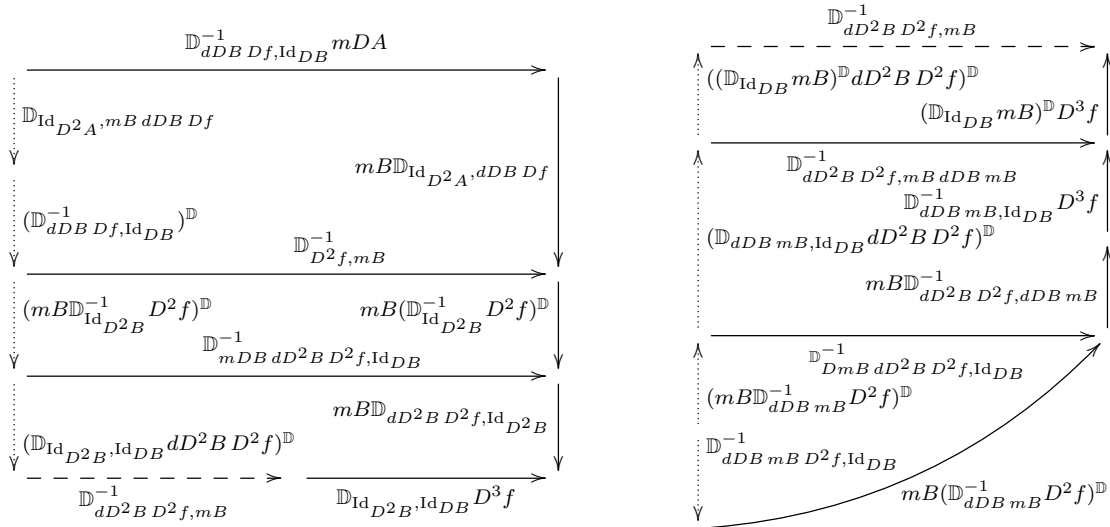 𝔻^{-1}_{dDB Df,Id_{DB}} mDA
𝔻_{Id_{D^2A},mB dDB Df}
mB𝔻_{Id_{D^2A},dDB Df}
(𝔻^{-1}_{dDB Df,Id_{DB}})^𝔻
𝔻^{-1}_{D^2f,mB}
(mB𝔻^{-1}_{Id_{D^2B}} D^2f)^𝔻
mB(𝔻^{-1}_{Id_{D^2B}} D^2f)^𝔻
𝔻^{-1}_{mDB dD^2B D^2f,Id_{DB}}
mB𝔻_{dD^2B D^2f,Id_{D^2B}}
(𝔻_{Id_{D^2B},Id_{DB}} dD^2B D^2f)^𝔻
𝔻^{-1}_{dD^2B D^2f,mB}
𝔻_{Id_{D^2B},Id_{DB}} D^3f
𝔻^{-1}_{dD^2B D^2f,mB}
((𝔻_{Id_{DB}} mB)^𝔻 dD^2B D^2f)^𝔻
(𝔻_{Id_{DB}} mB)^𝔻 D^3f
𝔻^{-1}_{dD^2B D^2f,mB dDB mB}
𝔻^{-1}_{dDB mB,Id_{DB}} D^3f
(𝔻_{dDB mB,Id_{DB}} dD^2B D^2f)^𝔻
mB𝔻^{-1}_{dD^2B D^2f,dDB mB}
𝔻^{-1}_{DmB dD^2B D^2f,Id_{DB}}
(mB𝔻^{-1}_{dDB mB} D^2f)^𝔻
𝔻^{-1}_{dDB mB D^2f,Id_{DB}}
mB(𝔻^{-1}_{dDB mB} D^2f)^𝔻